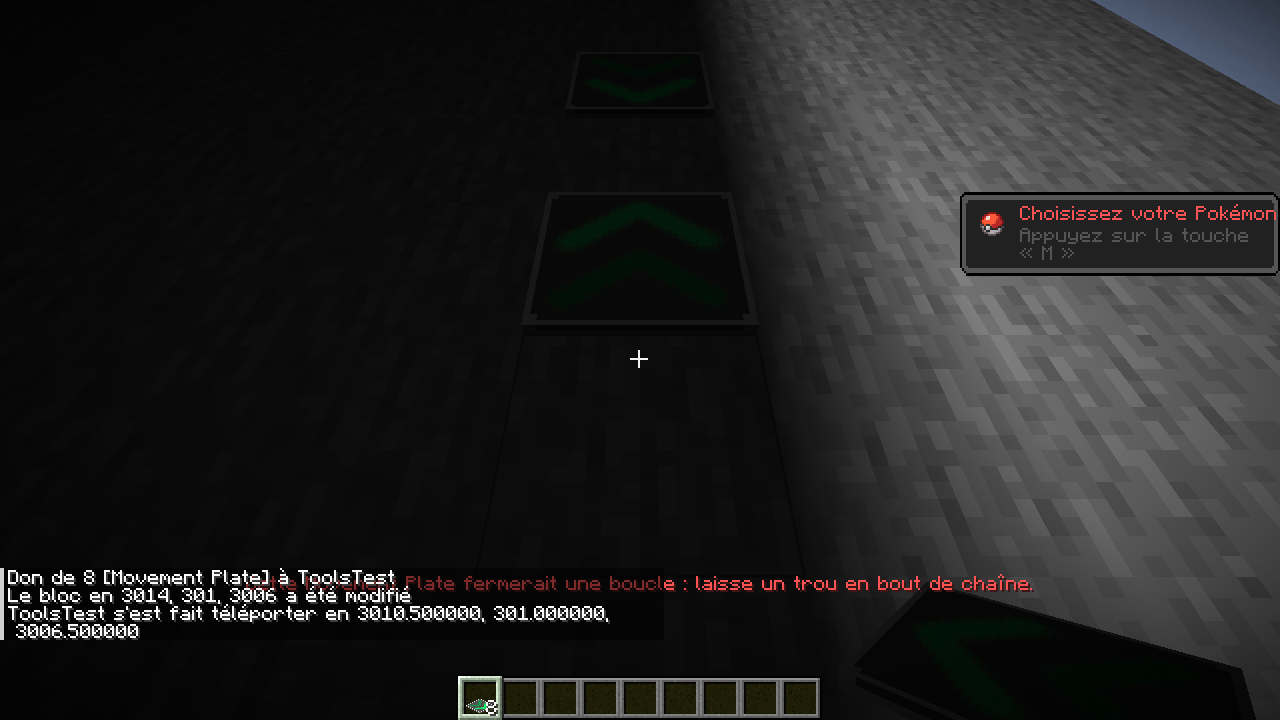 Choisissez votre Pokémon
Appuyez sur la touche
« M »
Don de 8 [Movement Plate] à ToolsTest
Plate fermerait une boucle : laisse un trou en bout de chaîne.
Le bloc en 3014, 301, 3006 a été modifié
ToolsTest s'est fait téléporter en 3010.500000, 301.000000,
3006.500000
8